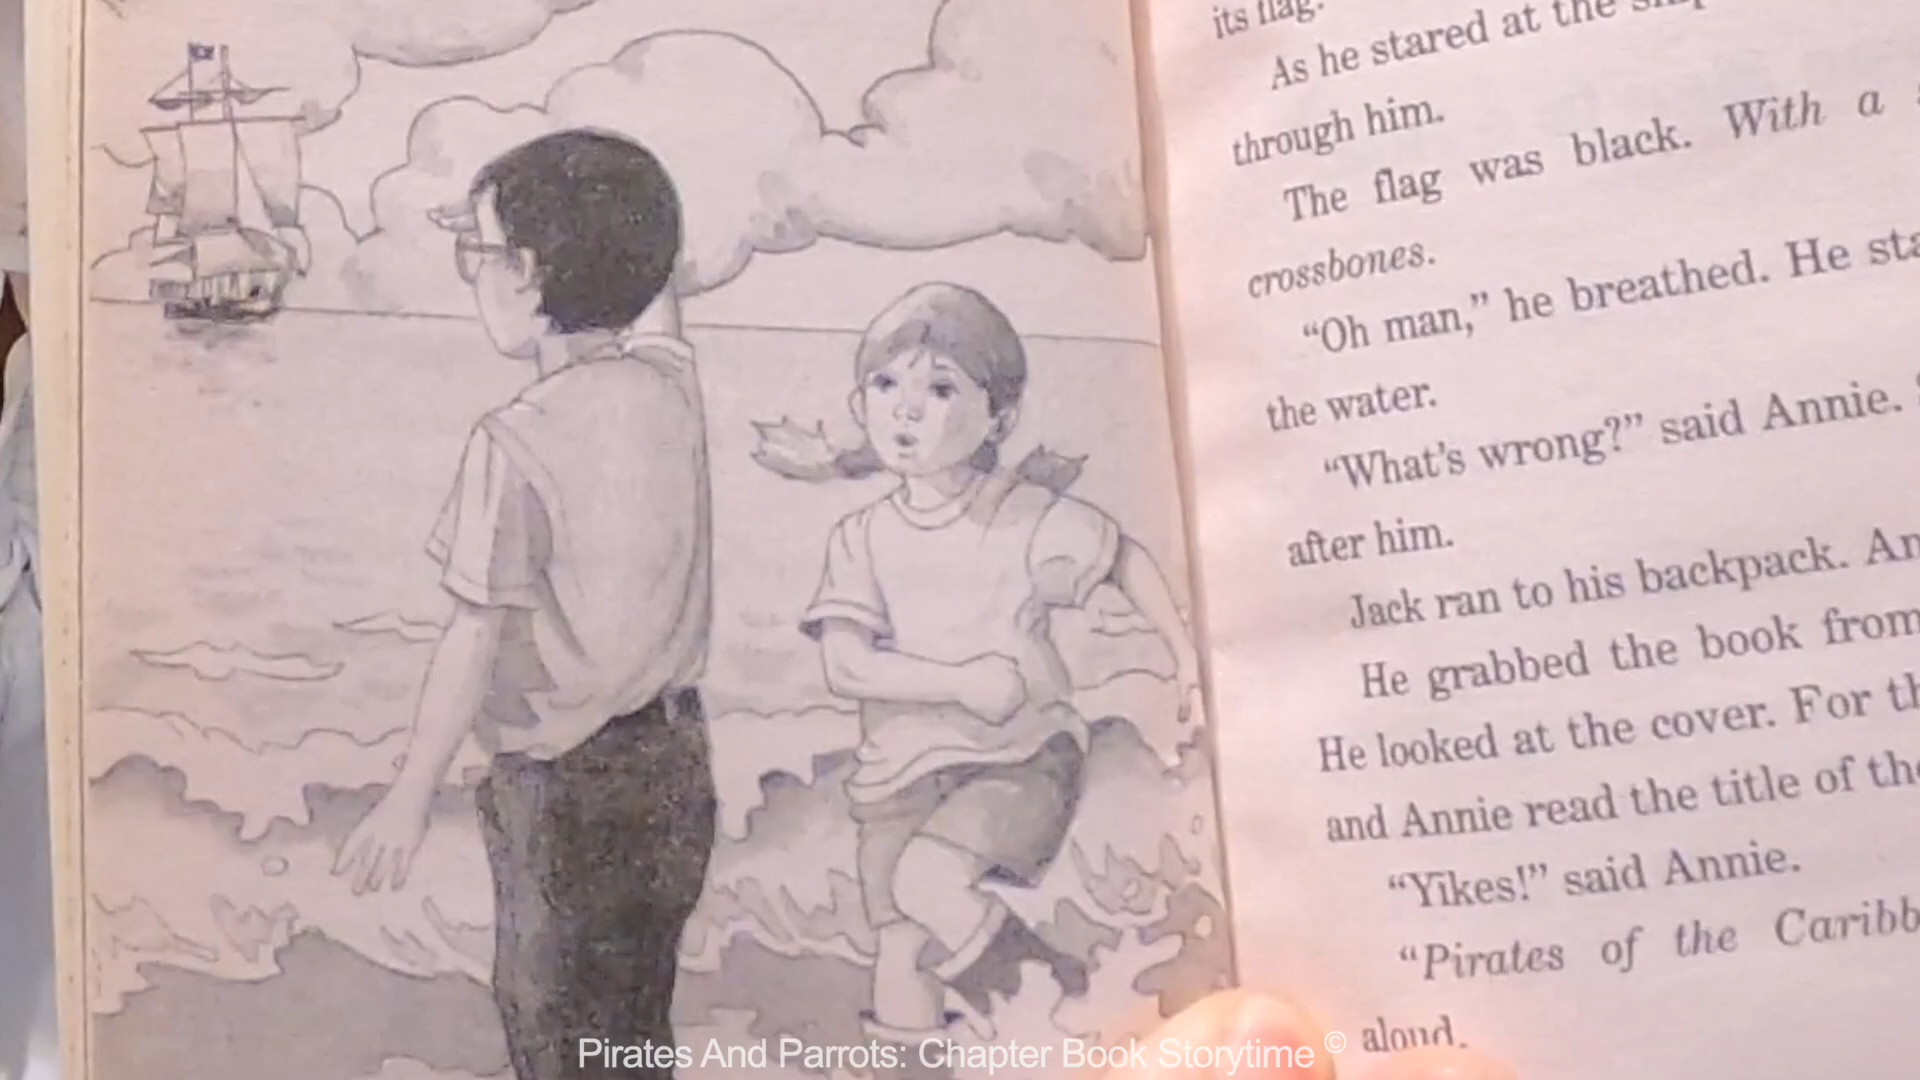 its flag.
As he stared at the
through him.
The flag was black. With a
crossbones.
"Oh man," he breathed. He
the water.
"What's wrong?" said Annie.
after him.
Jack ran to his backpack.
He grabbed the book from
He looked at the cover. For
and Annie read the title of the
"Yikes!" said Annie.
"Pirates of the
aloud.
Pirates And Parrots: Chapter Book Storytime ©